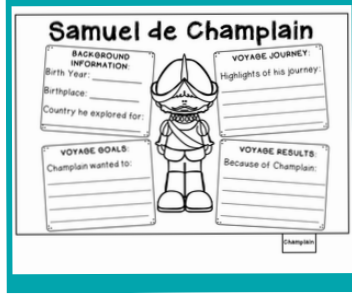 Samuel de Champlain
BACKGROUND
INFORMATION:
Birth Year:
Birthplace:
Country he explored for:
VOYAGE JOURNEY:
Highlights of his journey:
VOYAGE GOALS:
Champlain wanted to:
VOYAGE RESULTS:
Because of Champlain:
Champlain